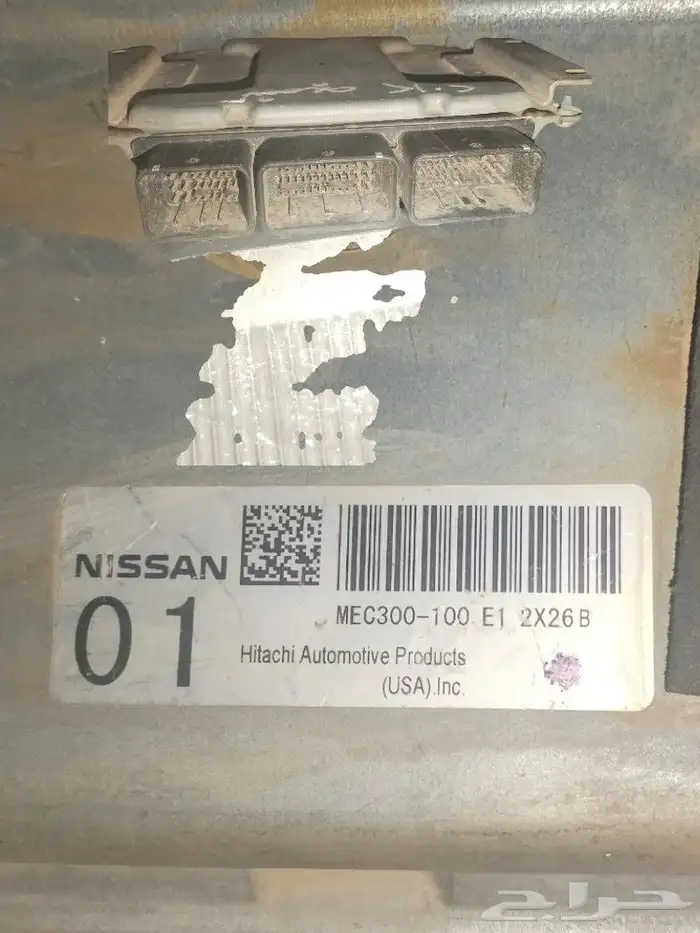 NISSAN
01
MEC300-100 E1 2X26B
Hitachi Automotive Products
(USA).Inc.
حراج